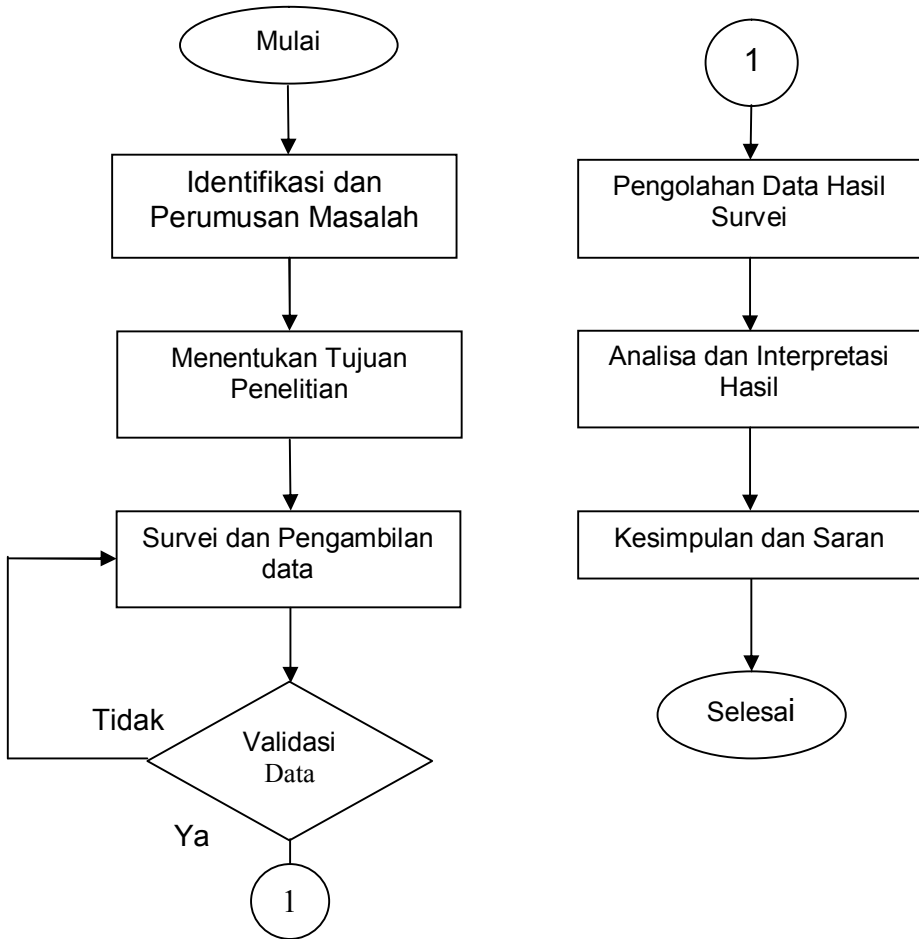 Mulai
Identifikasi dan
Perumusan Masalah
Menentukan Tujuan
Penelitian
Survei dan Pengambilan
data
Tidak
Validasi
Data
Ya
1
1
Pengolahan Data Hasil
Survei
Analisa dan Interpretasi
Hasil
Kesimpulan dan Saran
Selesai